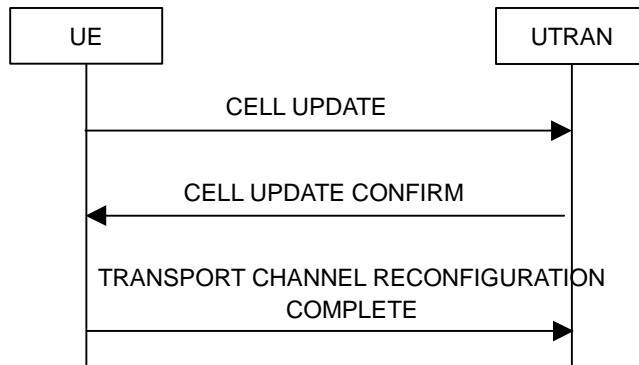 UE
UTRAN
CELL UPDATE
CELL UPDATE CONFIRM
TRANSPORT CHANNEL RECONFIGURATION
COMPLETE